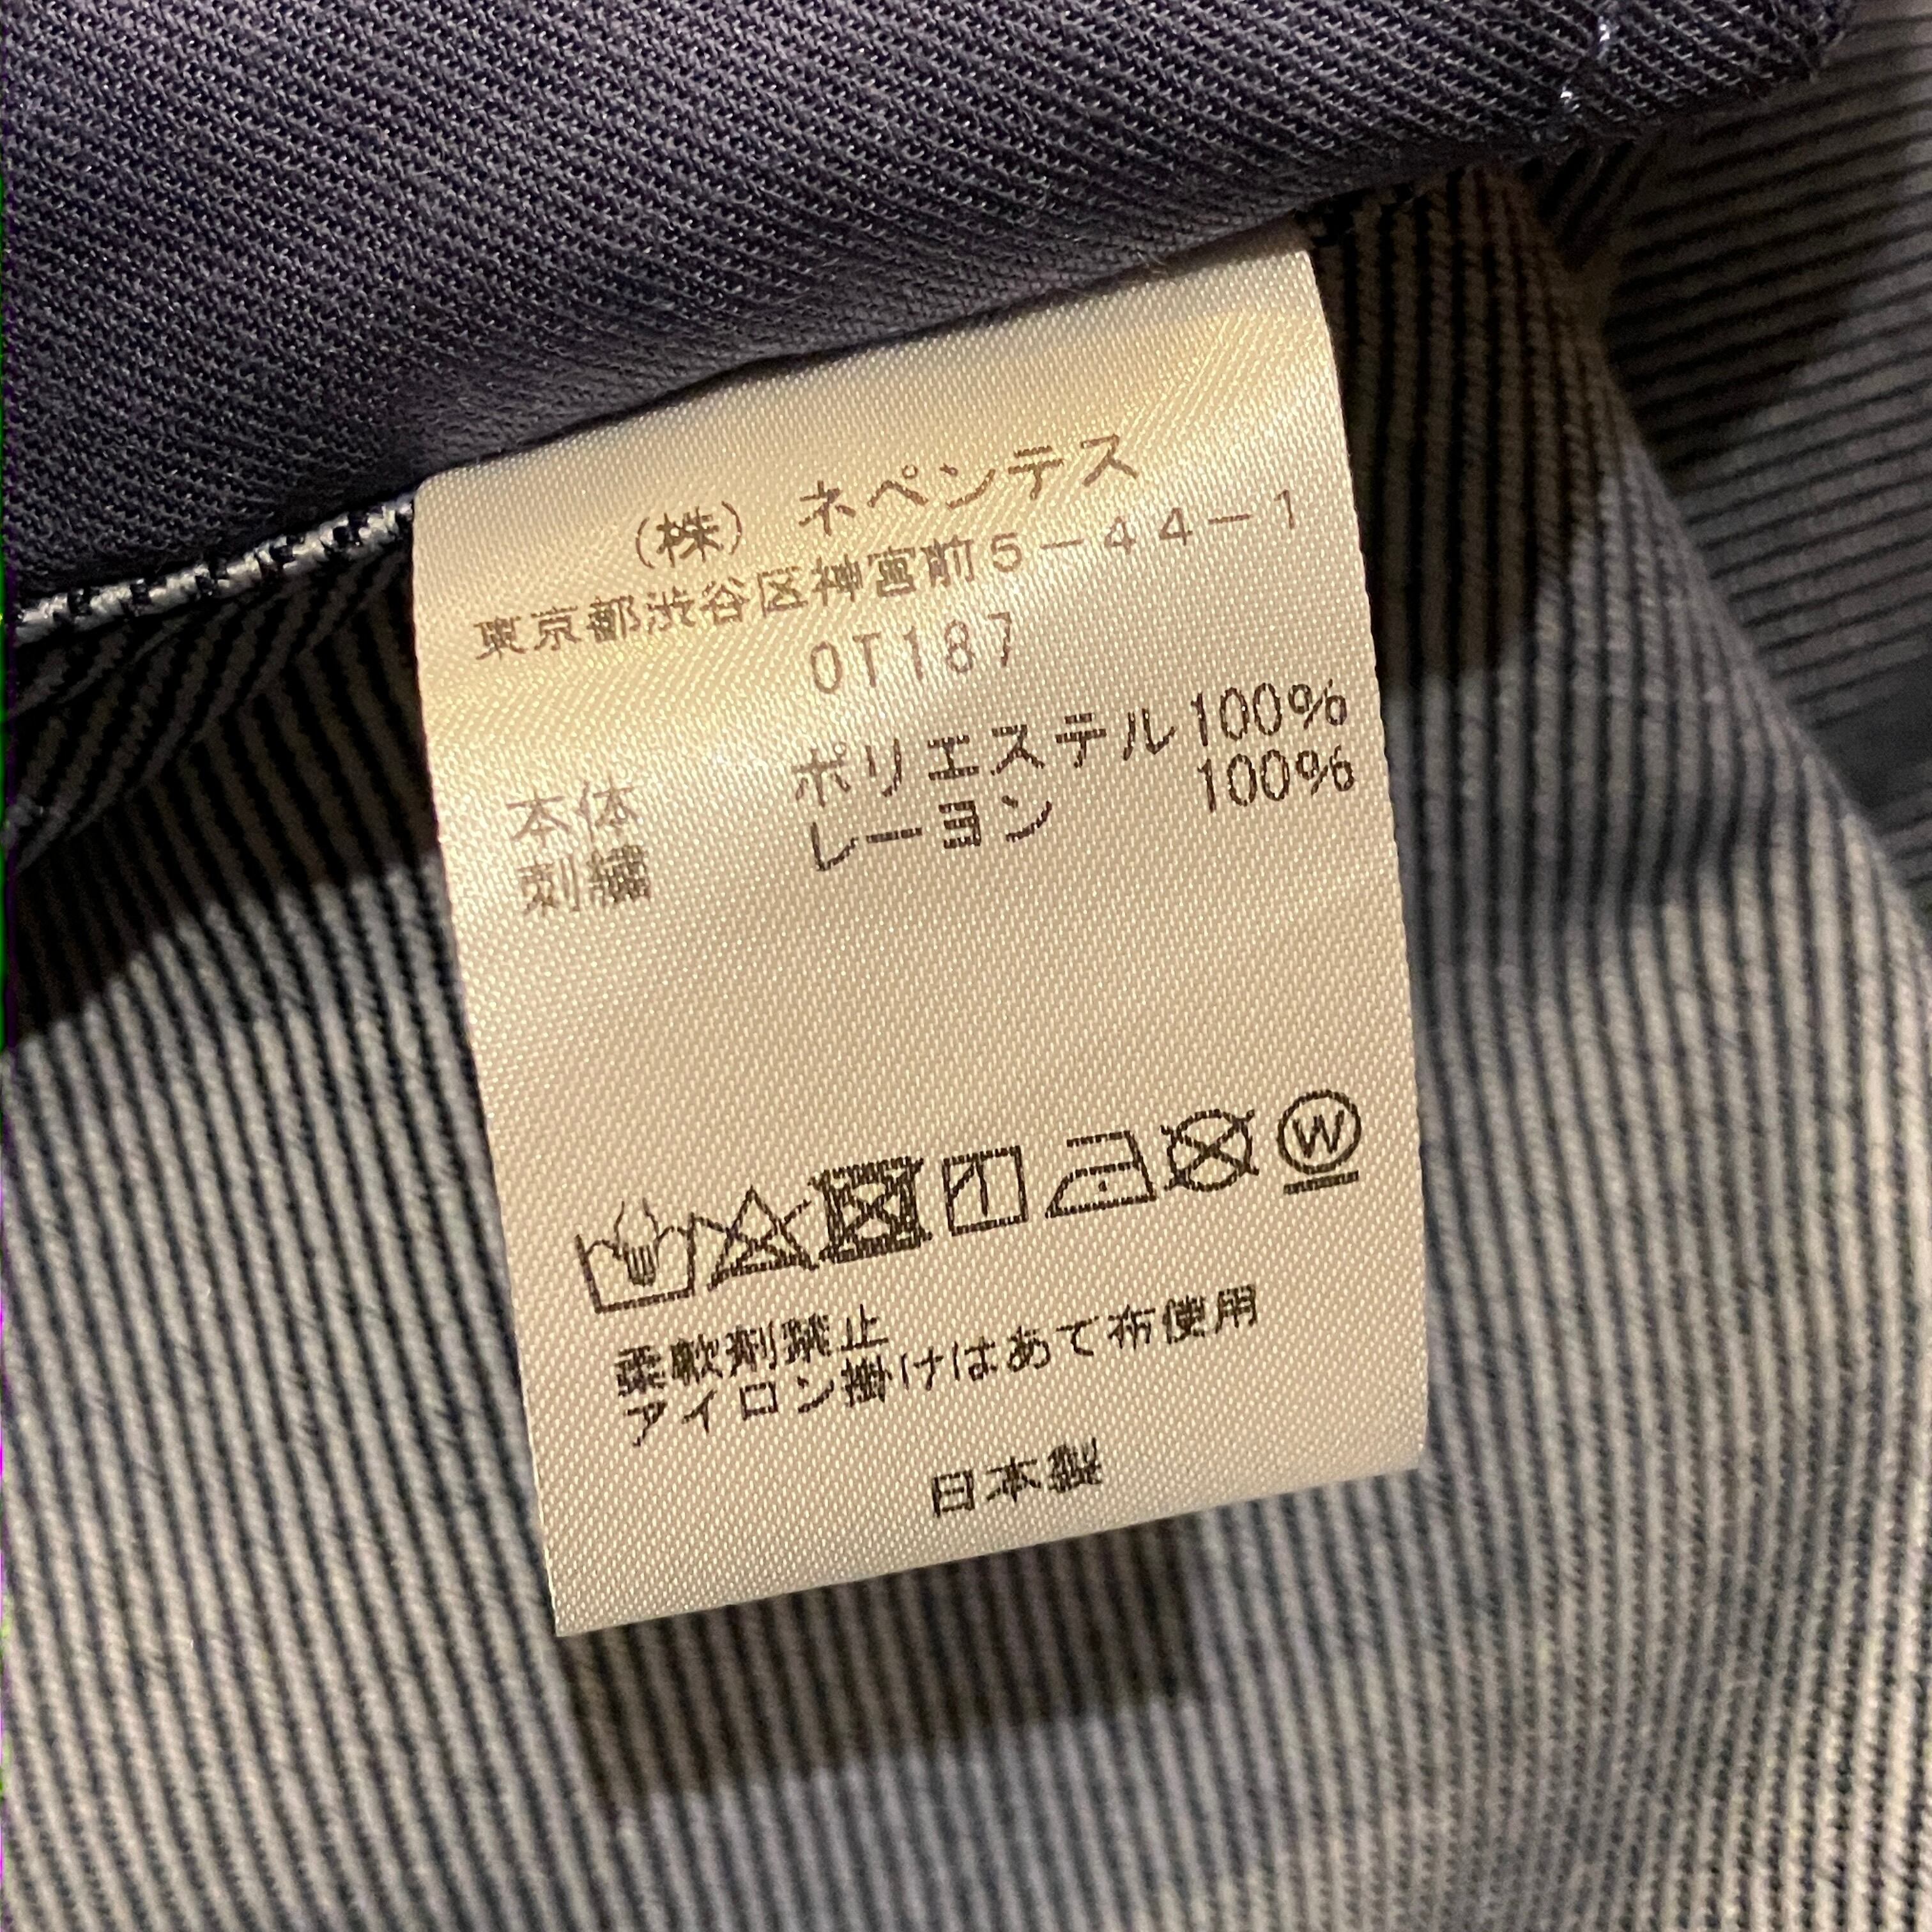 （株）ネペンテス
東京都渋谷区神宮前5－44－1
OT187
本体 ポリエステル100%
刺繍 レーヨン 100%
W
柔軟剤禁止
アイロン掛けはあて布使用
日本製